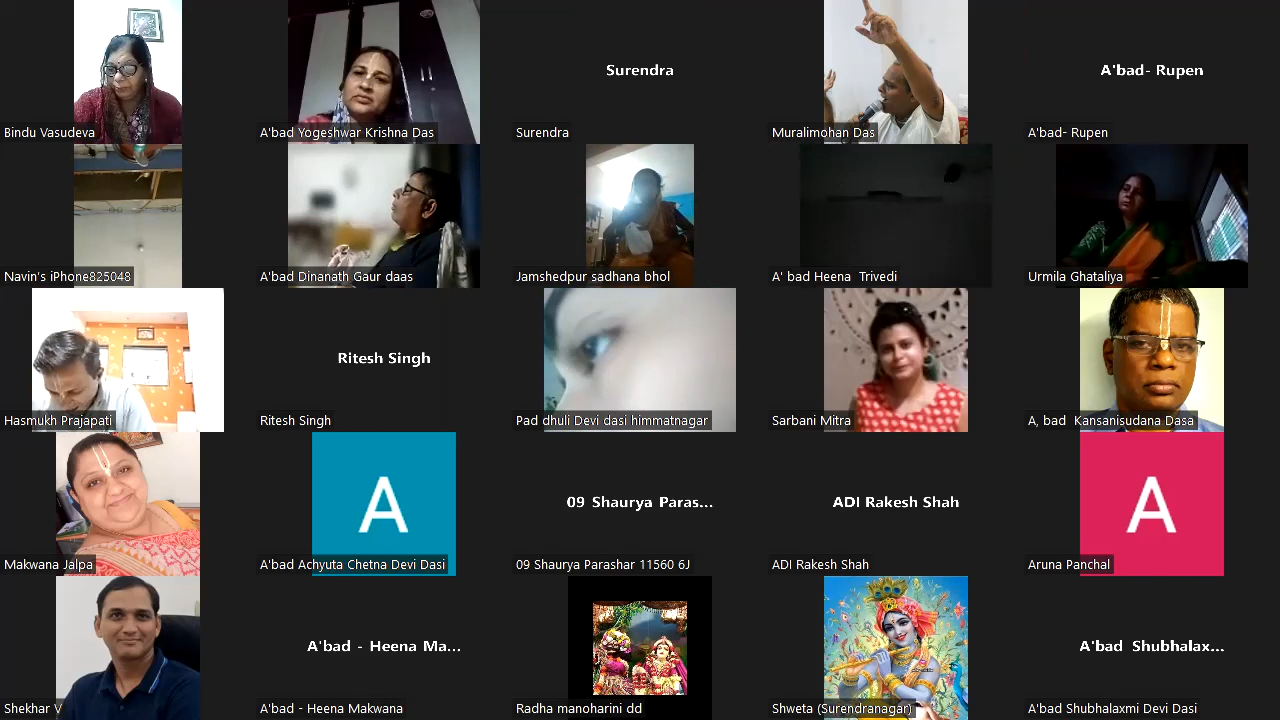 Surendra
A'bad- Rupen
Bindu Vasudeva
A'bad Yogeshwar Krishna Das
Surendra
Muralimohan Das
A'bad- Rupen
Navin's iPhone825048
A'bad Dinanath Gaur daas
Jamshedpur sadhana bhol
A' bad Heena  Trivedi
Urmila Ghataliya
Ritesh Singh
Hasmukh Prajapati
Ritesh Singh
Pad dhuli Devi dasi himmatnagar
Sarbani Mitra
A, bad  Kansanisudana Dasa
A
09 Shaurya Paras...
ADI Rakesh Shah
A
Makwana Jalpa
A'bad Achyuta Chetna Devi Dasi
09 Shaurya Parashar 11560 6J
ADI Rakesh Shah
Aruna Panchal
A'bad - Heena Ma...
A'bad  Shubhalax...
Shekhar V
A'bad - Heena Makwana
Radha manoharini dd
Shweta (Surendranagar)
A'bad Shubhalaxmi Devi Dasi